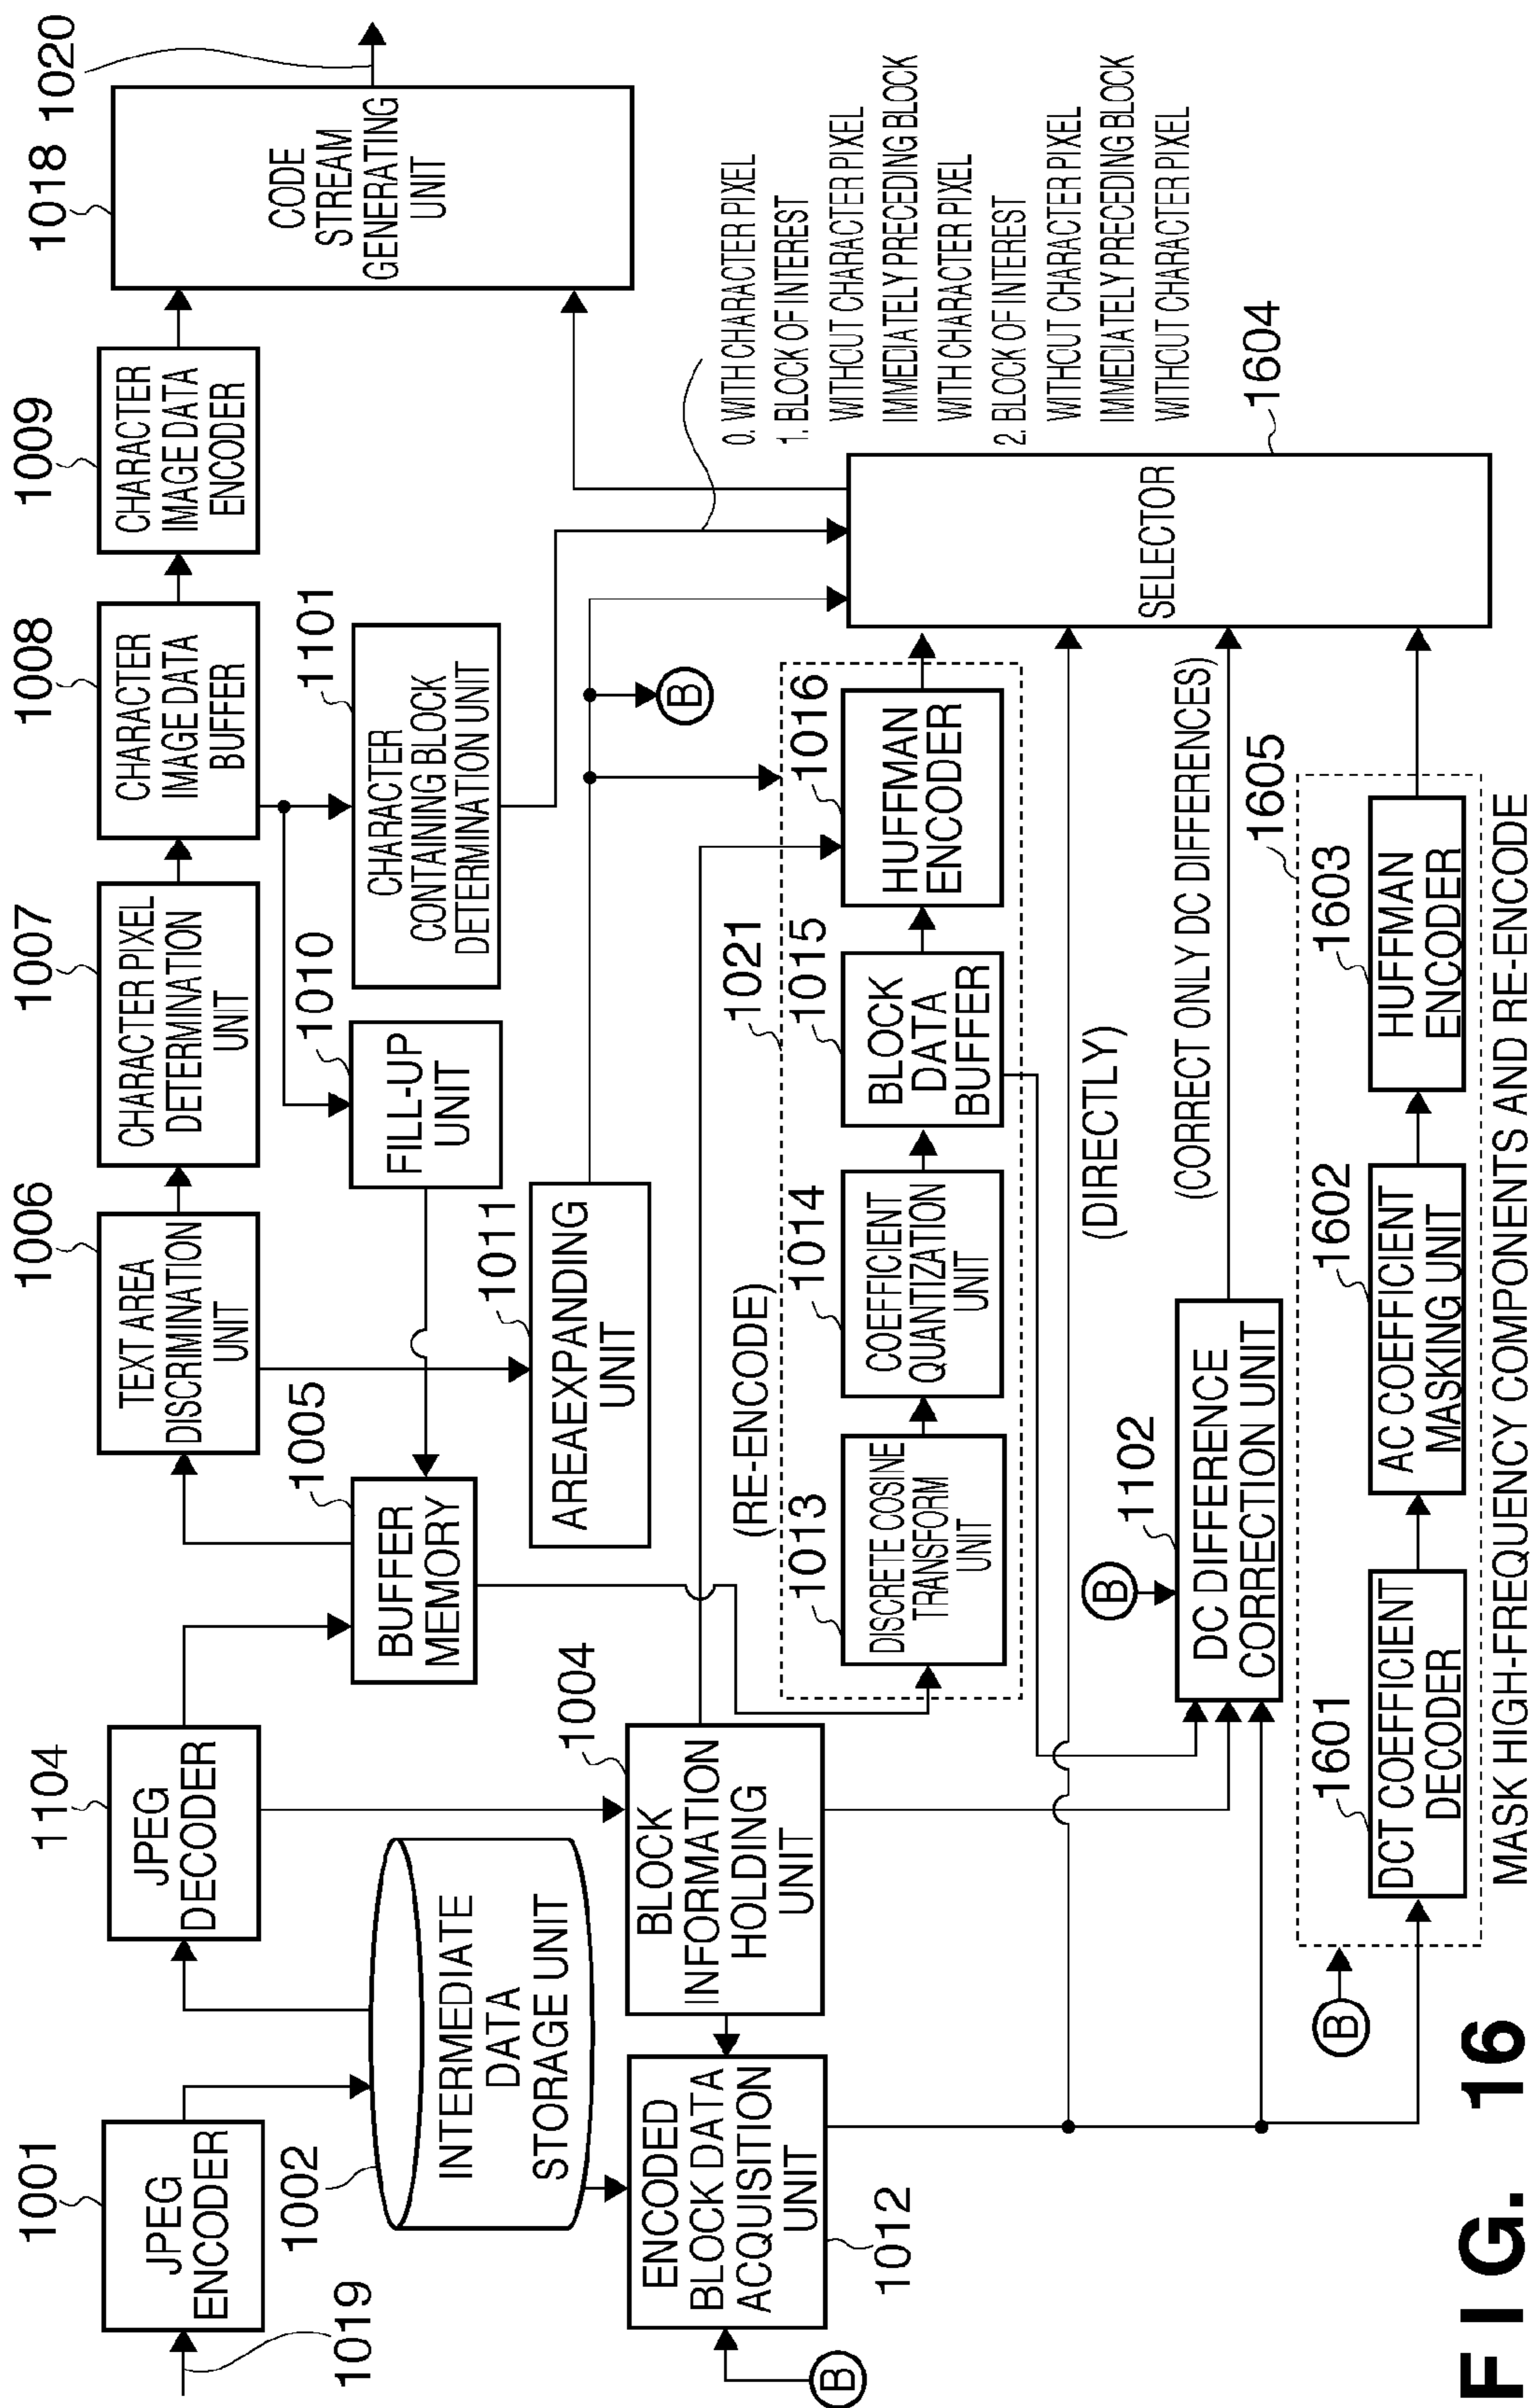 1001
JPEG
ENCODER
1019
1002
INTERMEDIATE
DATA
STORAGE UNIT
1104
JPEG
DECODER
1004
BLOCK
INFORMATION
HOLDING
UNIT
ENCODED
BLOCK DATA
ACQUISITION
UNIT
1012
B
1005
BUFFER
MEMORY
1006
TEXT AREA
DISCRIMINATION
UNIT
1007
CHARACTER PIXEL
DETERMINATION
UNIT
1008
CHARACTER
IMAGE DATA
BUFFER
1009
CHARACTER
IMAGE DATA
ENCODER
1018
CODE
STREAM
GENERATING
UNIT
1020
1010
FILL-UP
UNIT
1011
AREAEXPANDING
UNIT
1101
CHARACTER
CONTAINING BLOCK
DETERMINATION UNIT
B
0. WITH CHARACTER PIXEL
1. BLOCK OF INTEREST
WITHOUT CHARACTER PIXEL
IMMEDIATELY PRECEDING BLOCK
WITH CHARACTER PIXEL
2. BLOCK OF INTEREST
WITHOUT CHARACTER PIXEL
IMMEDIATELY PRECEDING BLOCK
WITHOUT CHARACTER PIXEL
(RE-ENCODE)
1021
1013
DISCRETE COSINE
TRANSFORM
UNIT
1014
COEFFICIENT
QUANTIZATION
UNIT
1015
BLOCK
DATA
BUFFER
1016
HUFFMAN
ENCODER
1604
SELECTOR
(DIRECTLY)
B
1102
DC DIFFERENCE
CORRECTION UNIT
(CORRECT ONLY DC DIFFERENCES)
1605
B
1601
DCT COEFFICIENT
DECODER
1602
AC COEFFICIENT
MASKING UNIT
1603
HUFFMAN
ENCODER
MASK HIGH-FREQUENCY COMPONENTS AND RE-ENCODE
FIG. 16